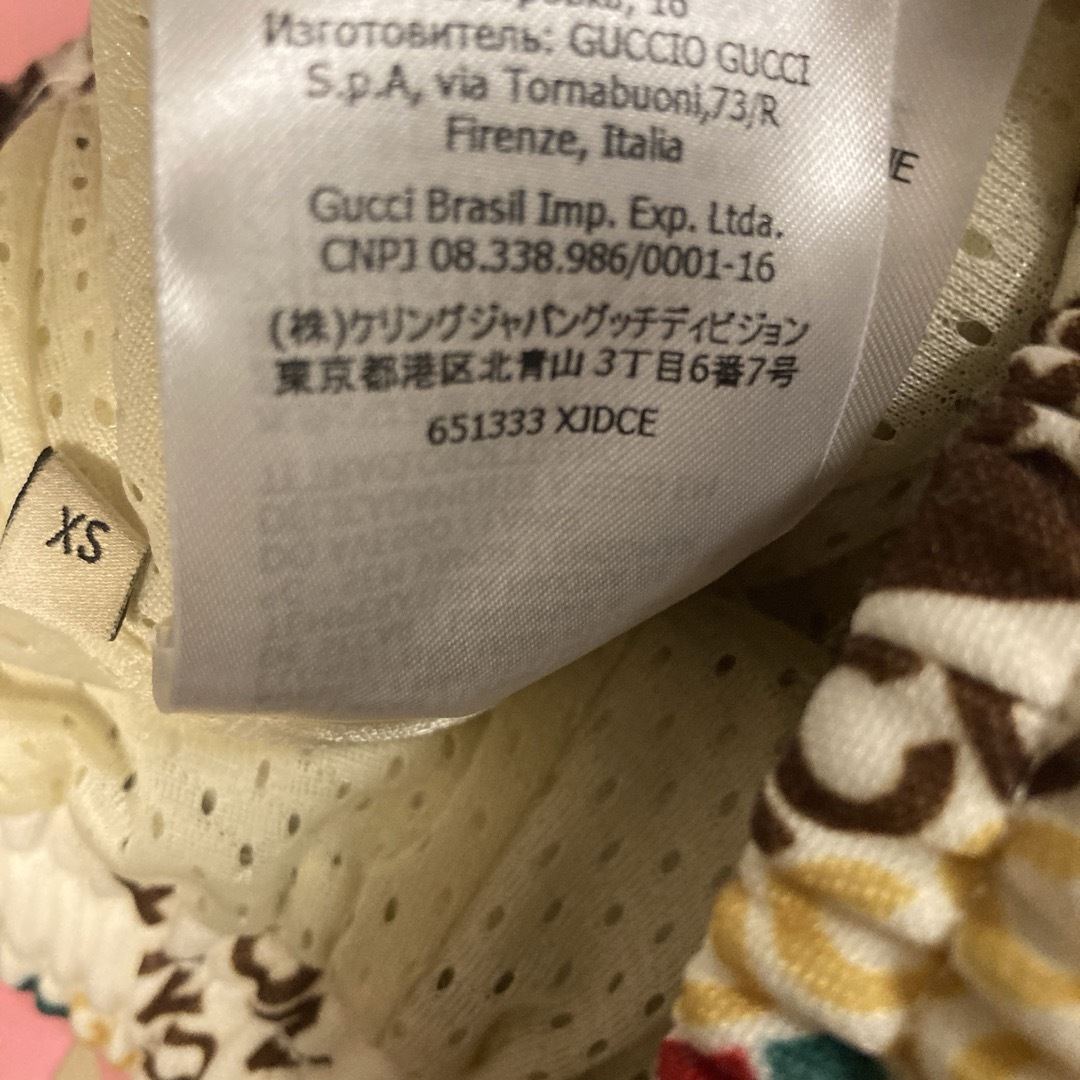 16
Изготовитель: GUCCIO GUCCI
S.p.A, via Tornabuoni,73/R
Firenze, Italia
Gucci Brasil Imp. Exp. Ltda.
CNPJ 08.338.986/0001-16
(株)ケリングジャパングッチディビジョン
東京都港区北青山 3丁目6番7号
651333 XJDCE
XS